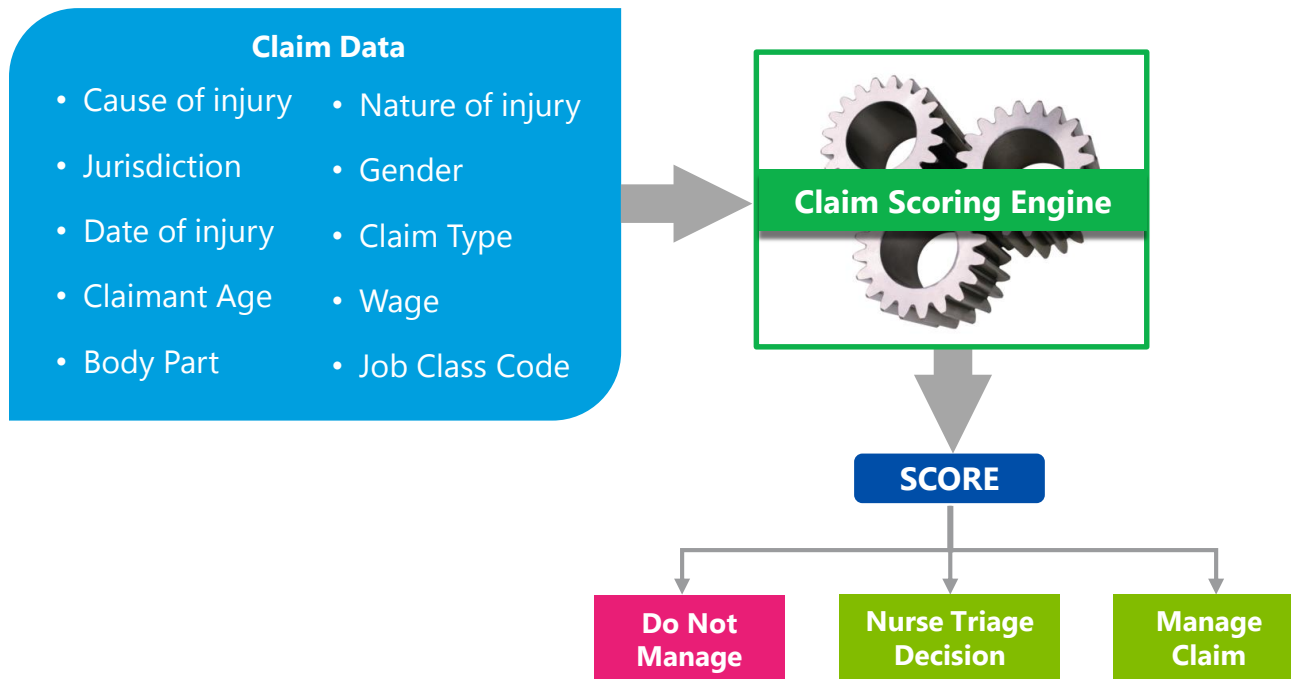 Claim Data
• Cause of injury
• Jurisdiction
• Date of injury
• Claimant Age
• Body Part
• Nature of injury
• Gender
• Claim Type
• Wage
• Job Class Code
Claim Scoring Engine
SCORE
Do Not
Manage
Nurse Triage
Decision
Manage
Claim